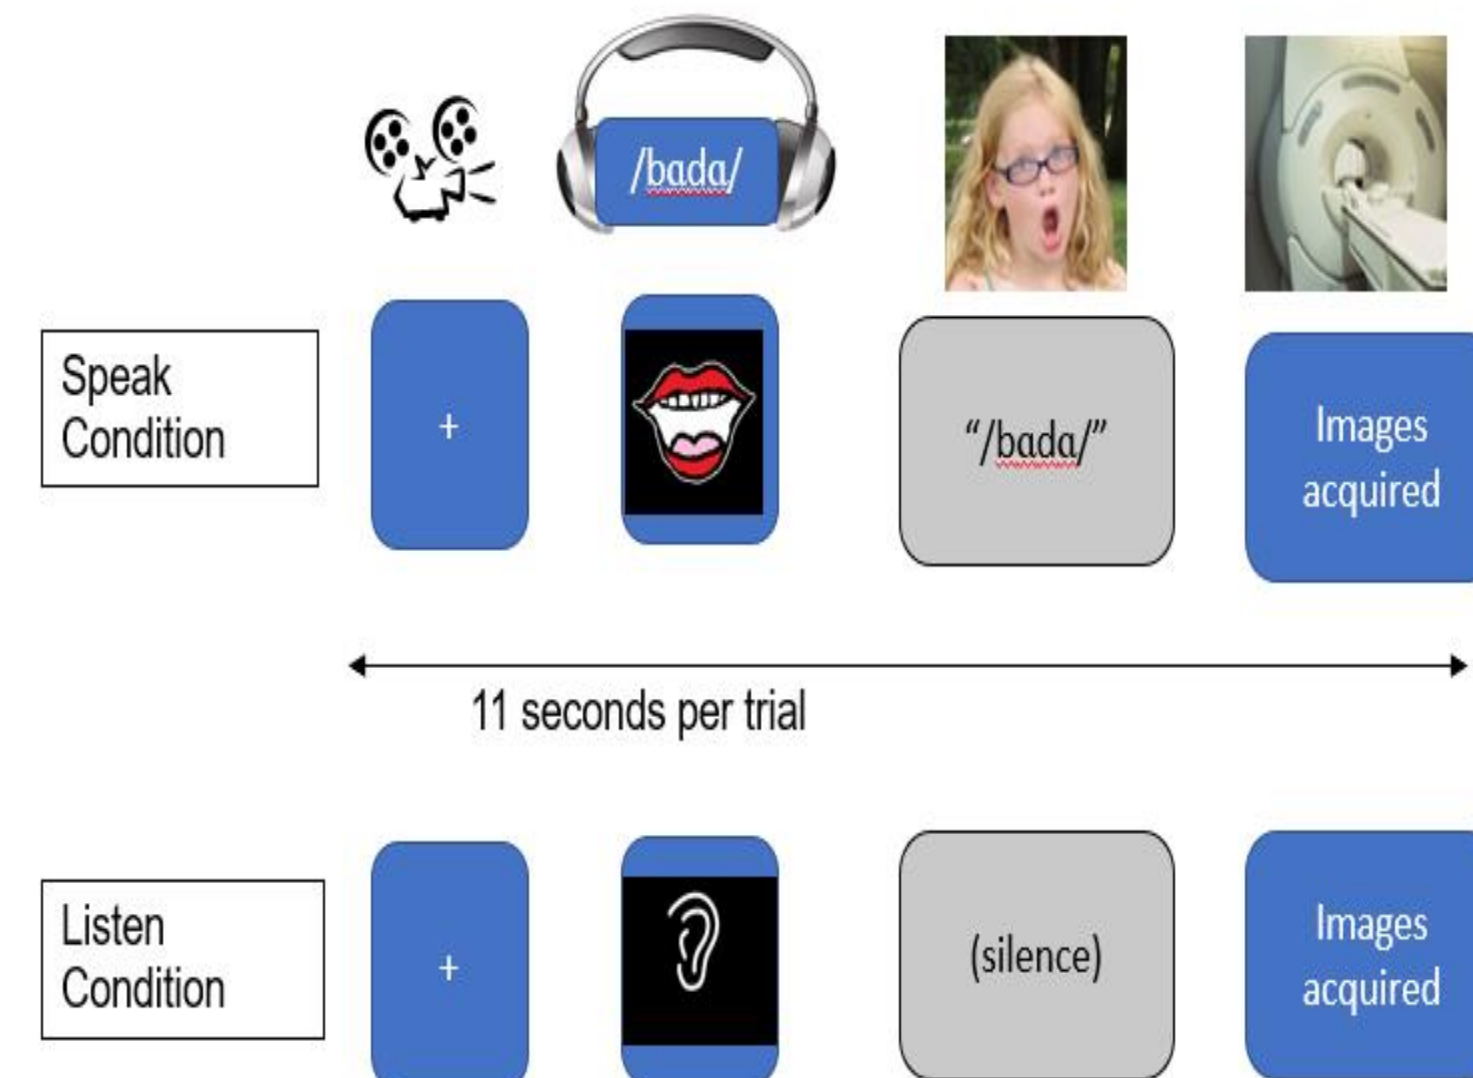 /bada/
Speak
Condition
+
“/bada/”
Images
acquired
11 seconds per trial
Listen
Condition
+
(silence)
Images
acquired